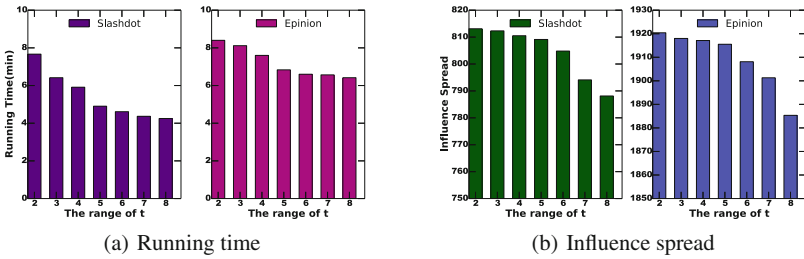 Slashdot
Running Time(min)
10
8
6
4
2
0
2 3 4 5 6 7 8
The range of t
Epinion
10
8
6
4
2
0
2 3 4 5 6 7 8
The range of t
(a) Running time
Slashdot
Influence Spread
820
810
800
790
780
770
760
750
2 3 4 5 6 7 8
The range of t
Epinion
1930
1920
1910
1900
1890
1880
1870
1860
1850
2 3 4 5 6 7 8
The range of t
(b) Influence spread